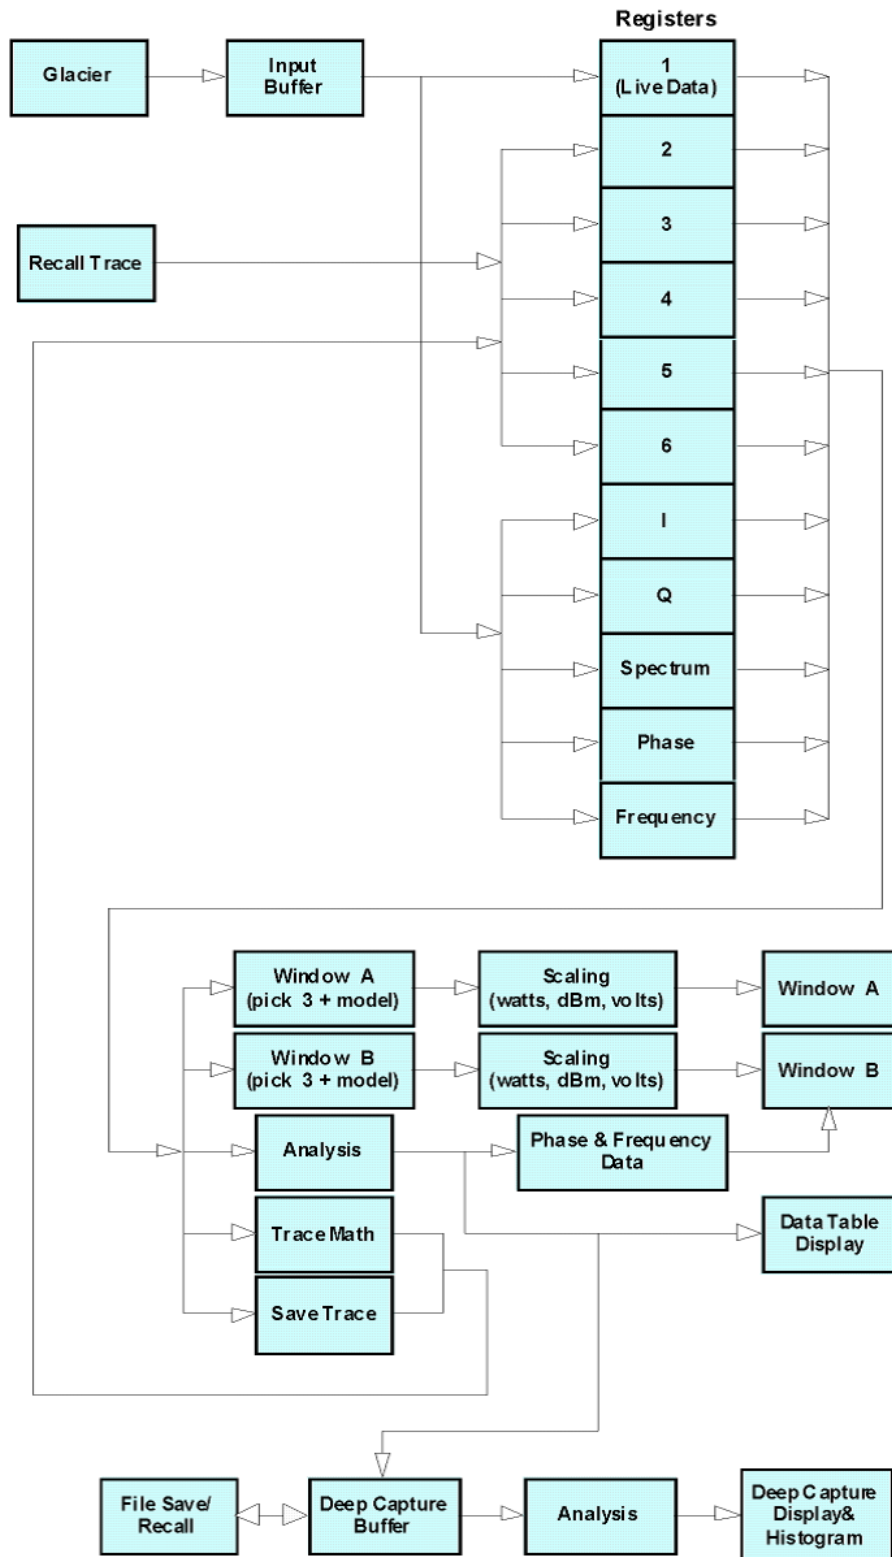 Registers
Glacier
Input
Buffer
1
(Live Data)
2
3
Recall Trace
4
5
6
I
Q
Spectrum
Phase
Frequency
Window A
(pick 3 + model)
Scaling
(watts, dBm, volts)
Window A
Window B
(pick 3 + model)
Scaling
(watts, dBm, volts)
Window B
Analysis
Phase & Frequency
Data
Trace Math
Data Table
Display
Save Trace
File Save/
Recall
Deep Capture
Buffer
Analysis
Deep Capture
Display&
Histogram